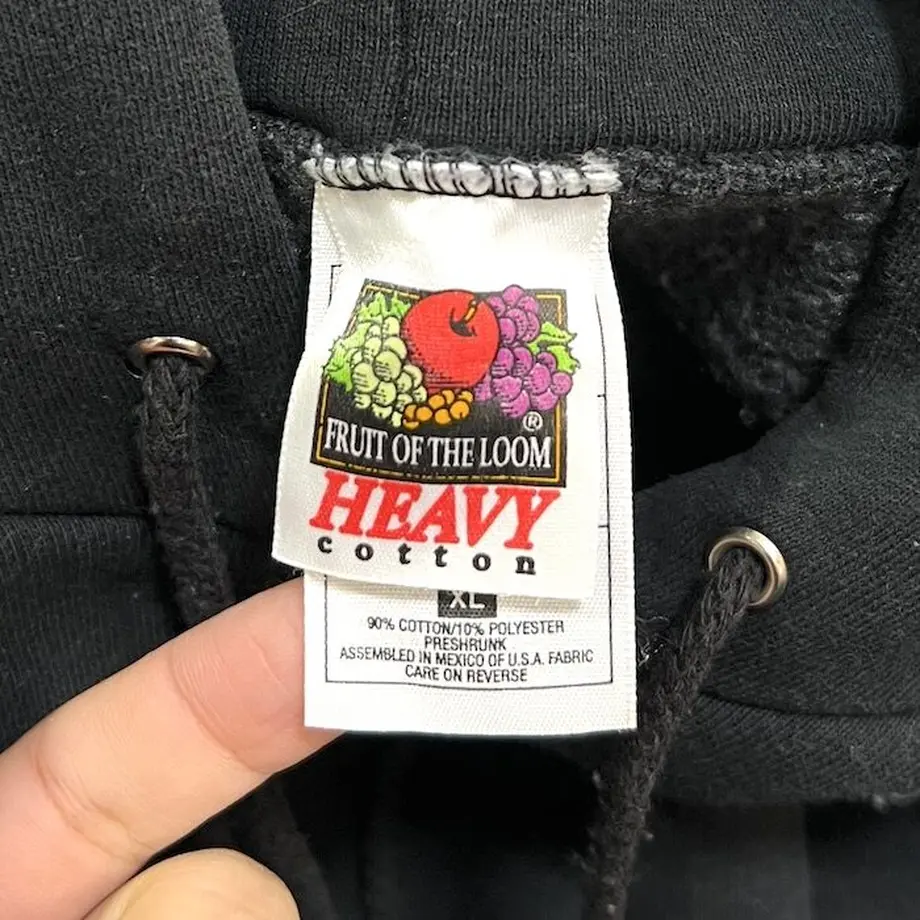 ®
FRUIT OF THE LOOM
HEAVY
cotton
XL
90% COTTON/10% POLYESTER
PRESHRUNK
ASSEMBLED IN MEXICO OF U.S.A. FABRIC
CARE ON REVERSE